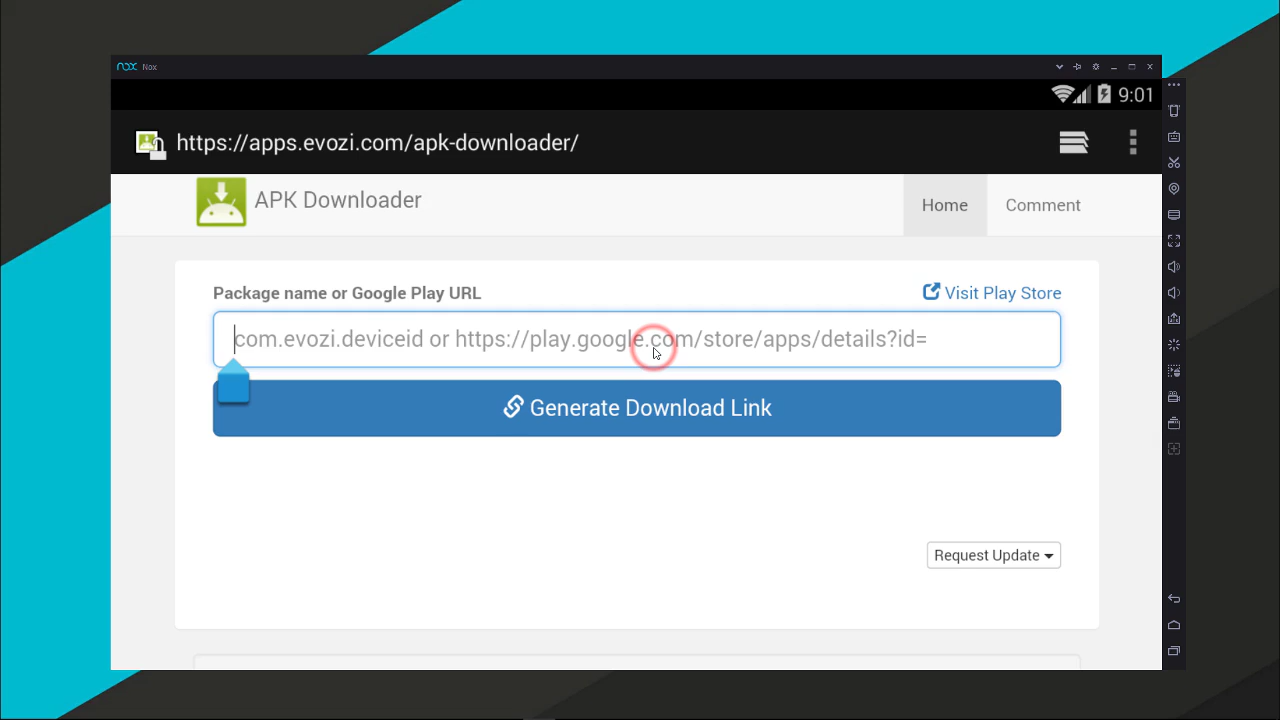 nox Nox
9:01
https://apps.evozi.com/apk-downloader/
APK Downloader
Home
Comment
Package name or Google Play URL
Visit Play Store
com.evozi.deviceid or https://play.google.com/store/apps/details?id=
Generate Download Link
Request Update